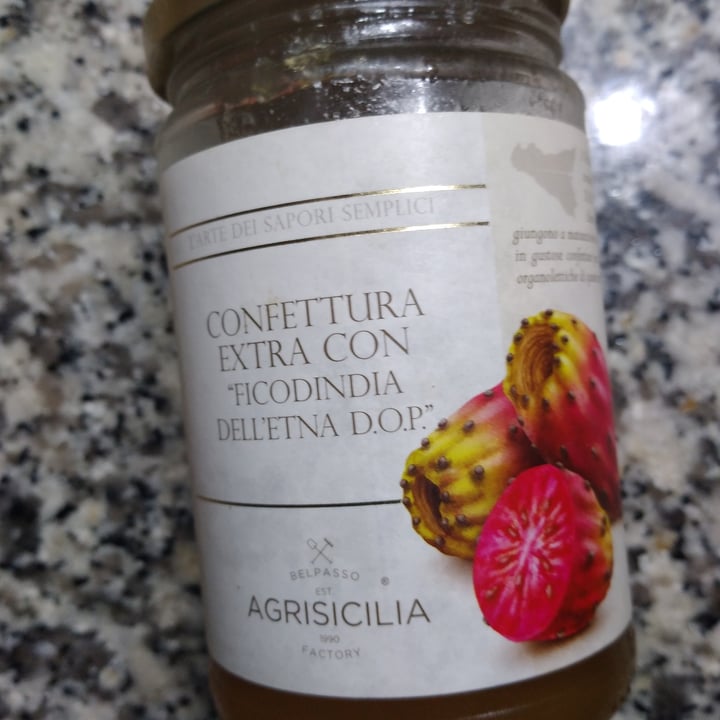 L'ARTE DEI SAPORI SEMPLICI
CONFETTURA
EXTRA CON
"FICODINDIA
DELL'ETNA D.O.P."
BELPASSO
®
EST.
AGRISICILIA
1990
FACTORY
giungono a
in gustose
organolettiche di